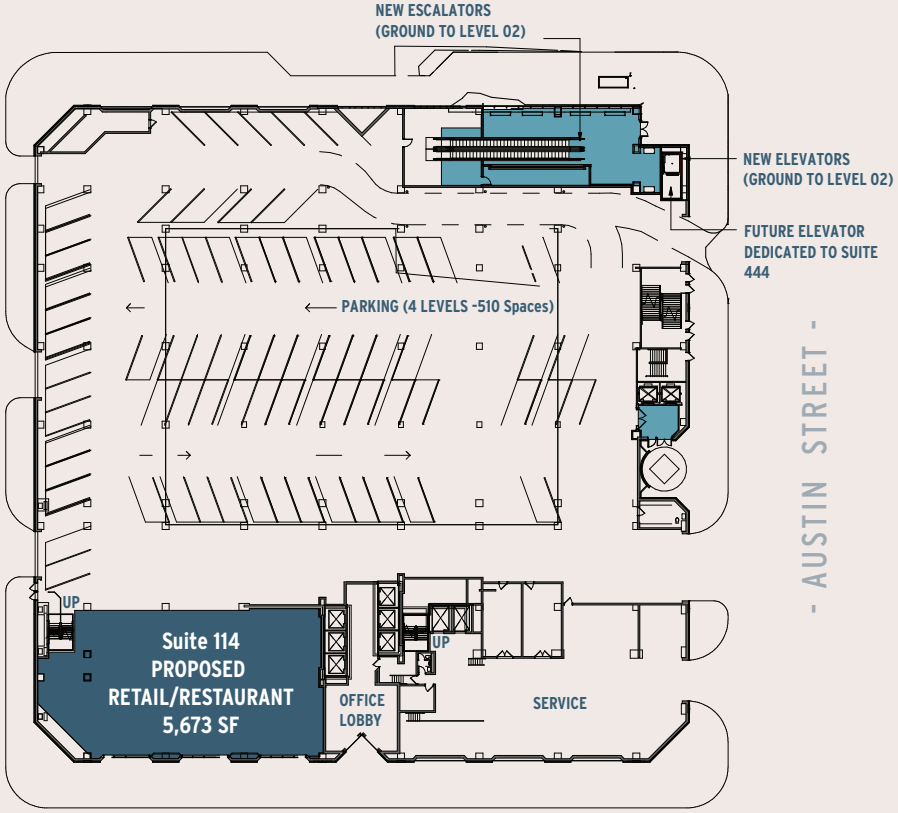 NEW ESCALATORS
(GROUND TO LEVEL 02)
NEW ELEVATORS
(GROUND TO LEVEL 02)
FUTURE ELEVATOR
DEDICATED TO SUITE
444
PARKING (4 LEVELS -510 Spaces)
- AUSTIN STREET -
UP
Suite 114
PROPOSED
RETAIL/RESTAURANT
5,673 SF
UP
OFFICE
LOBBY
SERVICE